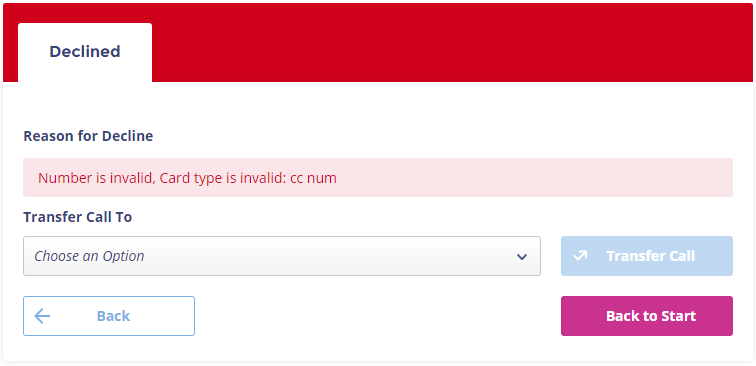 Declined
Reason for Decline
Number is invalid, Card type is invalid: cc num
Transfer Call To
Choose an Option
Transfer Call
Back
Back to Start